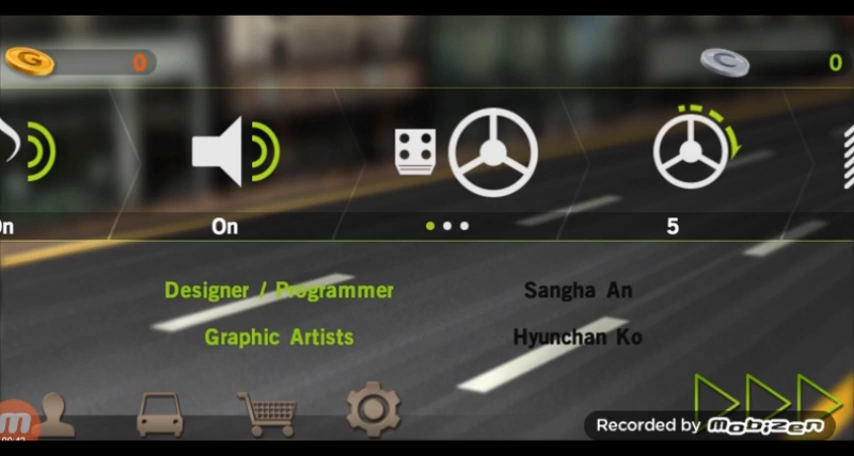 G 0 C 0
On On 5
Designer / Programmer Sangha An
Graphic Artists Hyunchan Ko
Recorded by mobizen